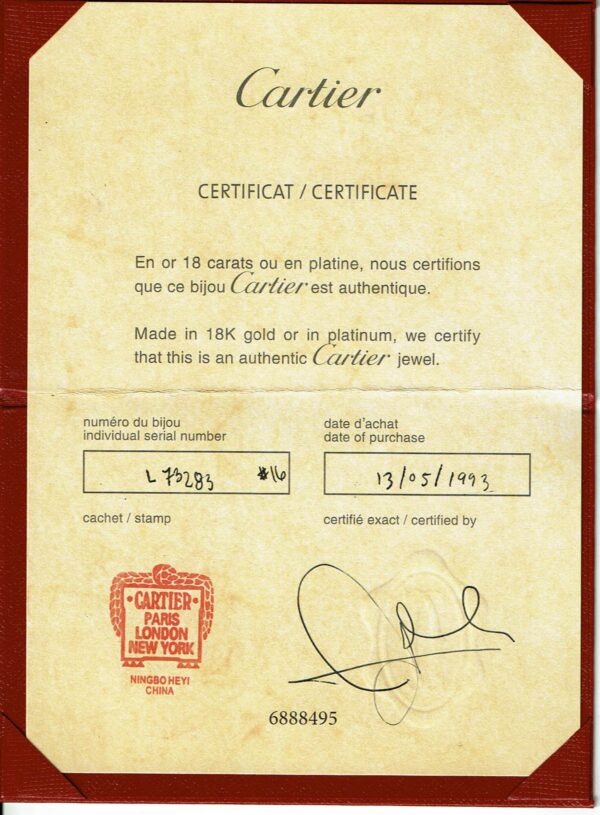 Cartier
CERTIFICAT / CERTIFICATE
En or 18 carats ou en platine, nous certifions
que ce bijou Cartier est authentique.
Made in 18K gold or in platinum, we certify
that this is an authentic Cartier jewel.
numéro du bijou
individual serial number
L 73283 #16
date d'achat
date of purchase
13/05/1993
cachet / stamp
certifié exact / certified by
•CARTIER•
PARIS
LONDON
NEW YORK
NINGBO HEYI
CHINA
6888495